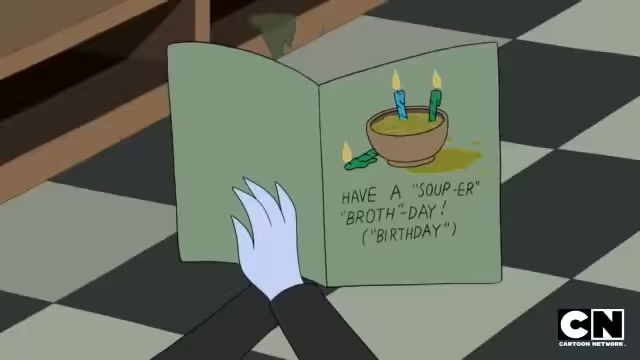 HAVE A "SOUP-ER"
"BROTH"-DAY!
("BIRTHDAY")
CN
CARTOON NETWORK.